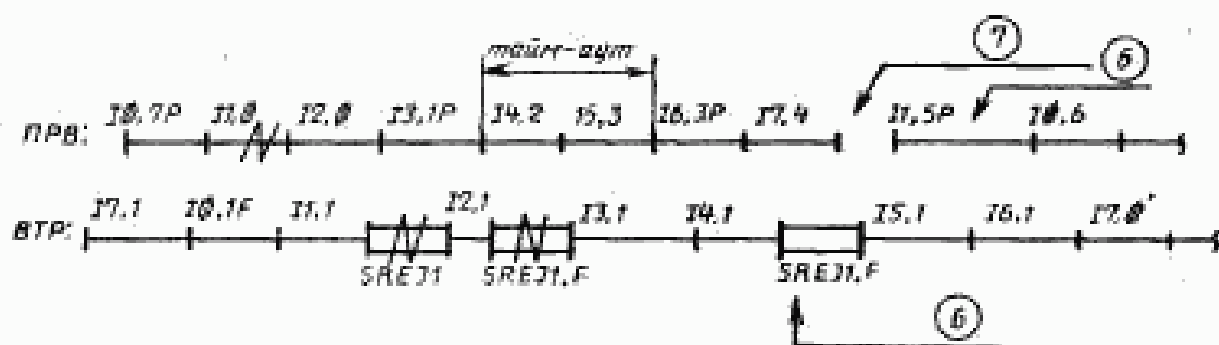 тайм-аут
7
6
ПРВ:
I0,7P I1,0 I2,0 I3,1P I4,2 I5,3 I6,3P I7,4 I1,5P I0,6
ВТР:
I7,1 I0,1F I1,1 I2,1 I3,1 I4,1 I5,1 I6,1 I7,0
SREJ1 SREJ1,F SREJ1,F
6